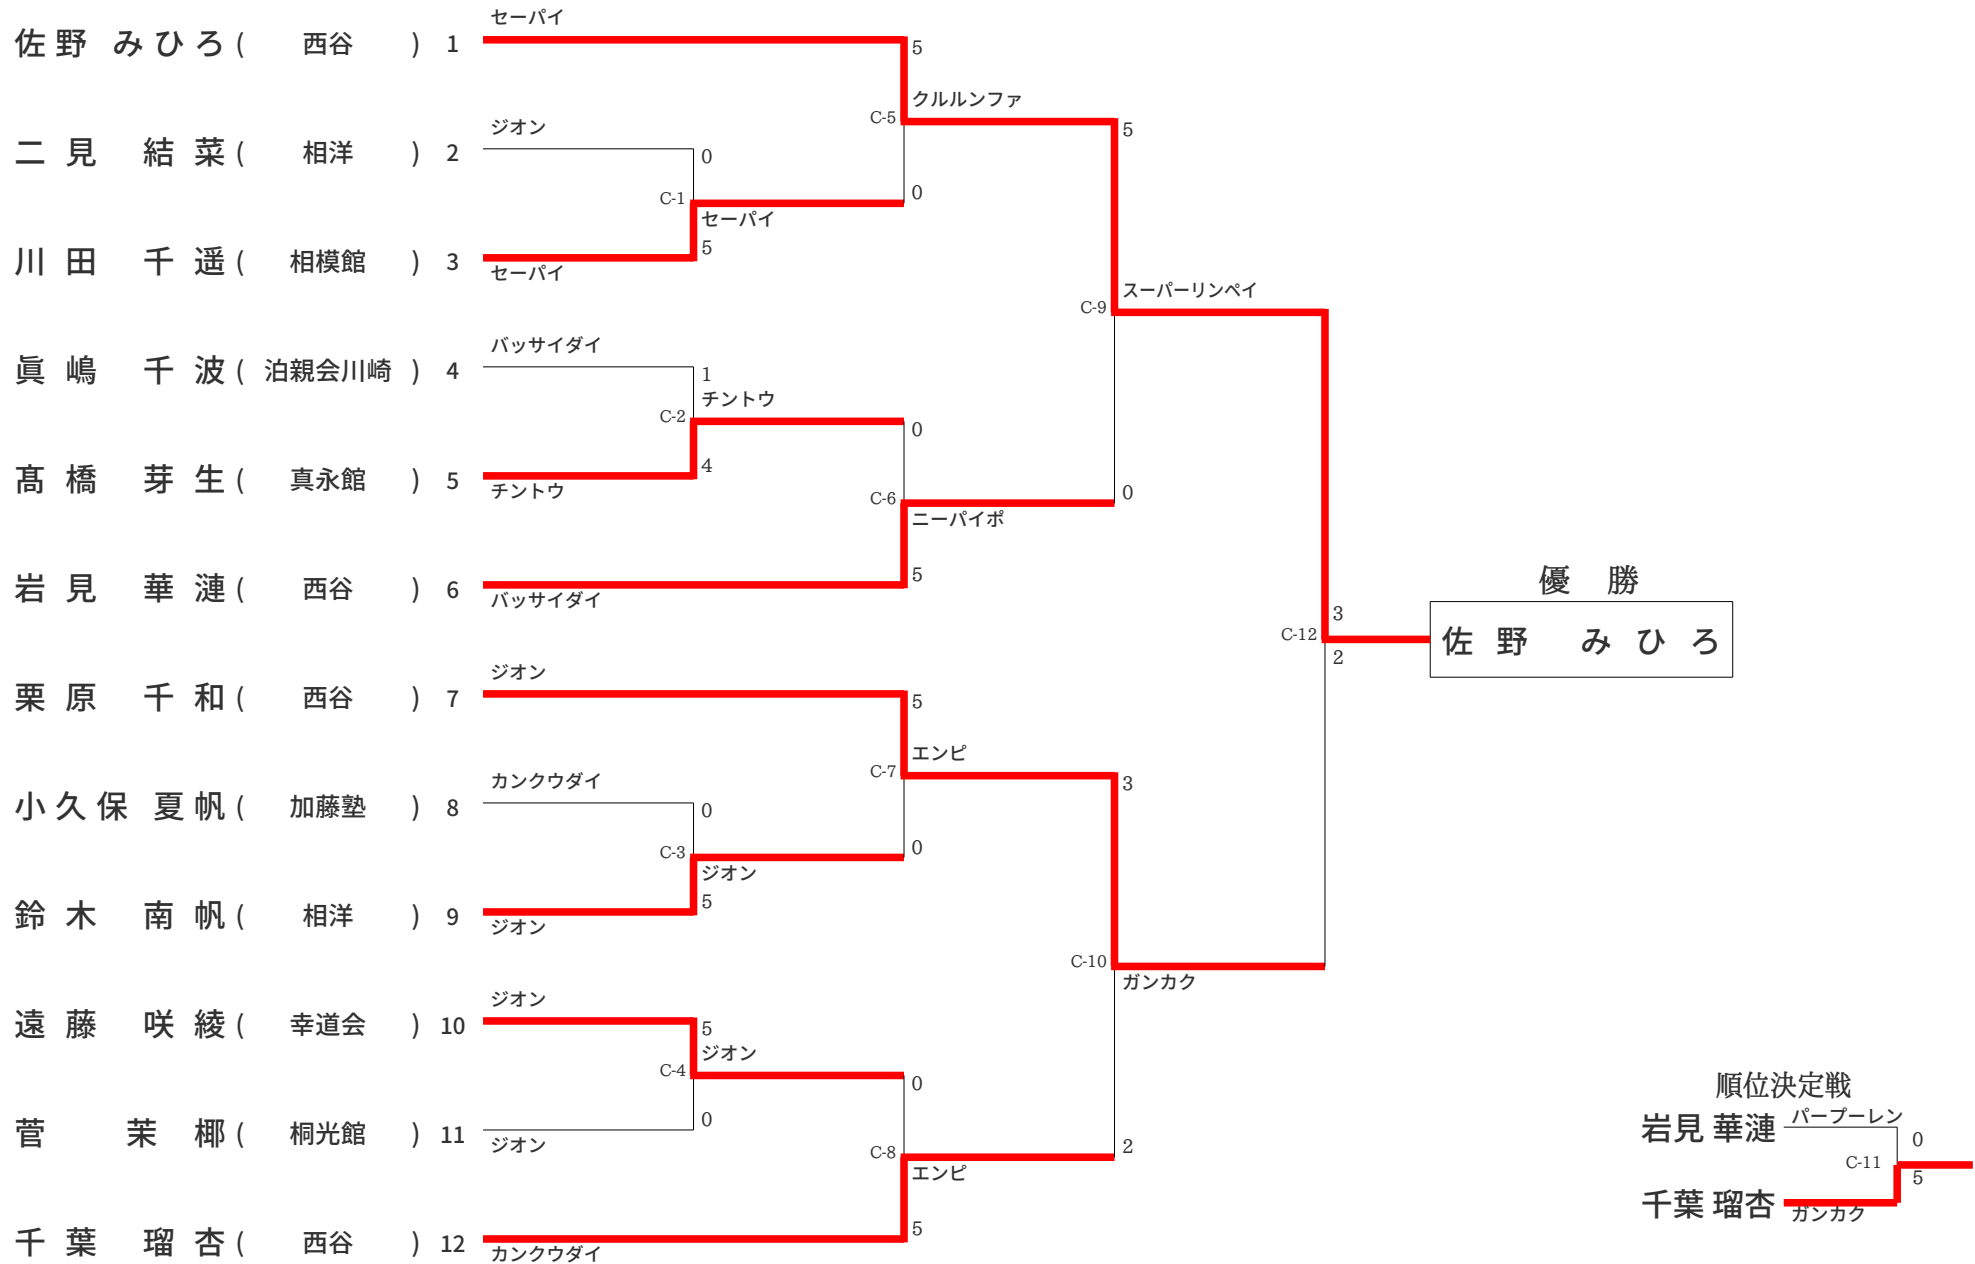 セーパイ
佐野 みひろ ( 西谷 ) 1
5
クルルンファ
C-5
5
ジオン
二見 結菜 ( 相洋 ) 2
0
C-1
0
セーパイ
川田 千遥 ( 相模館 ) 3
5
セーパイ
スーパーリンペイ
C-9
バッサイダイ
眞嶋 千波 ( 泊親会川崎 ) 4
1
チントウ
C-2
0
髙橋 芽生 ( 真永館 ) 5
4
チントウ
C-6
0
ニーパイポ
岩見 華漣 ( 西谷 ) 6
5
バッサイダイ
優 勝
3
C-12
佐野 みひろ
2
ジオン
栗原 千和 ( 西谷 ) 7
5
エンピ
C-7
3
カンクウダイ
小久保 夏帆 ( 加藤塾 ) 8
0
C-3
0
ジオン
鈴木 南帆 ( 相洋 ) 9
5
ジオン
C-10
ガンカク
ジオン
遠藤 咲綾 ( 幸道会 ) 10
5
ジオン
C-4
0
菅 茉椰 ( 桐光館 ) 11
0
ジオン
C-8
2
エンピ
千葉 瑠杏 ( 西谷 ) 12
5
カンクウダイ
順位決定戦
岩見 華漣
パープーレン
0
C-11
5
千葉 瑠杏
ガンカク